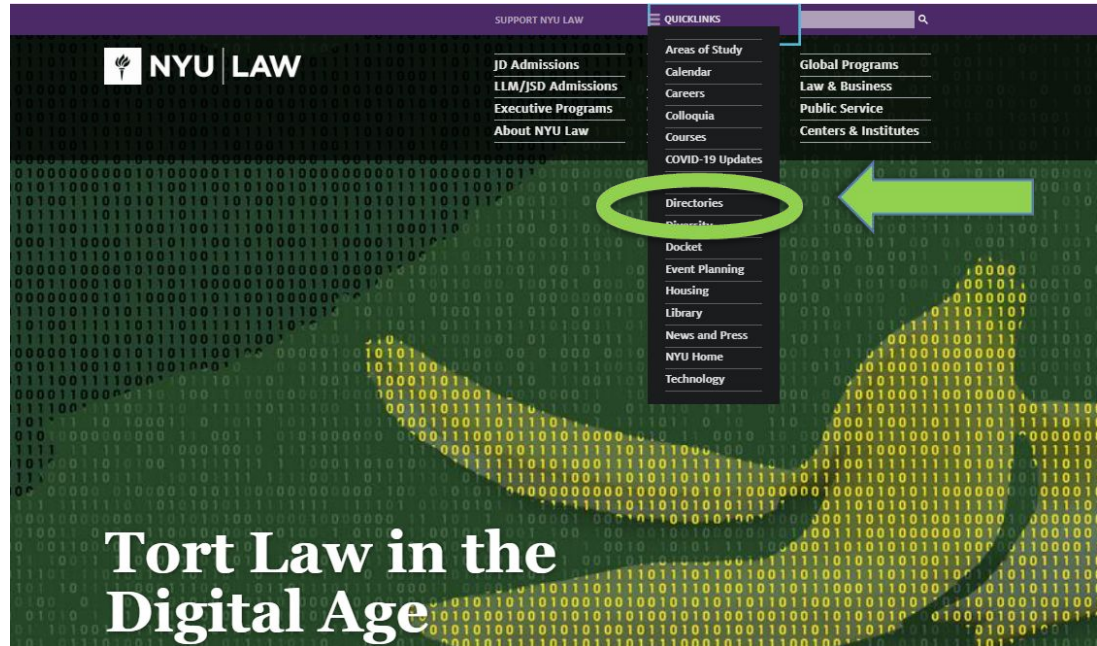 SUPPORT NYU LAW
QUICKLINKS
NYU LAW
JD Admissions
LLM/JSD Admissions
Executive Programs
About NYU Law
Areas of Study
Calendar
Careers
Colloquia
Courses
COVID-19 Updates
Directories
Diversity
Docket
Event Planning
Housing
Library
News and Press
NYU Home
Technology
Global Programs
Law & Business
Public Service
Centers & Institutes
Tort Law in the
Digital Age